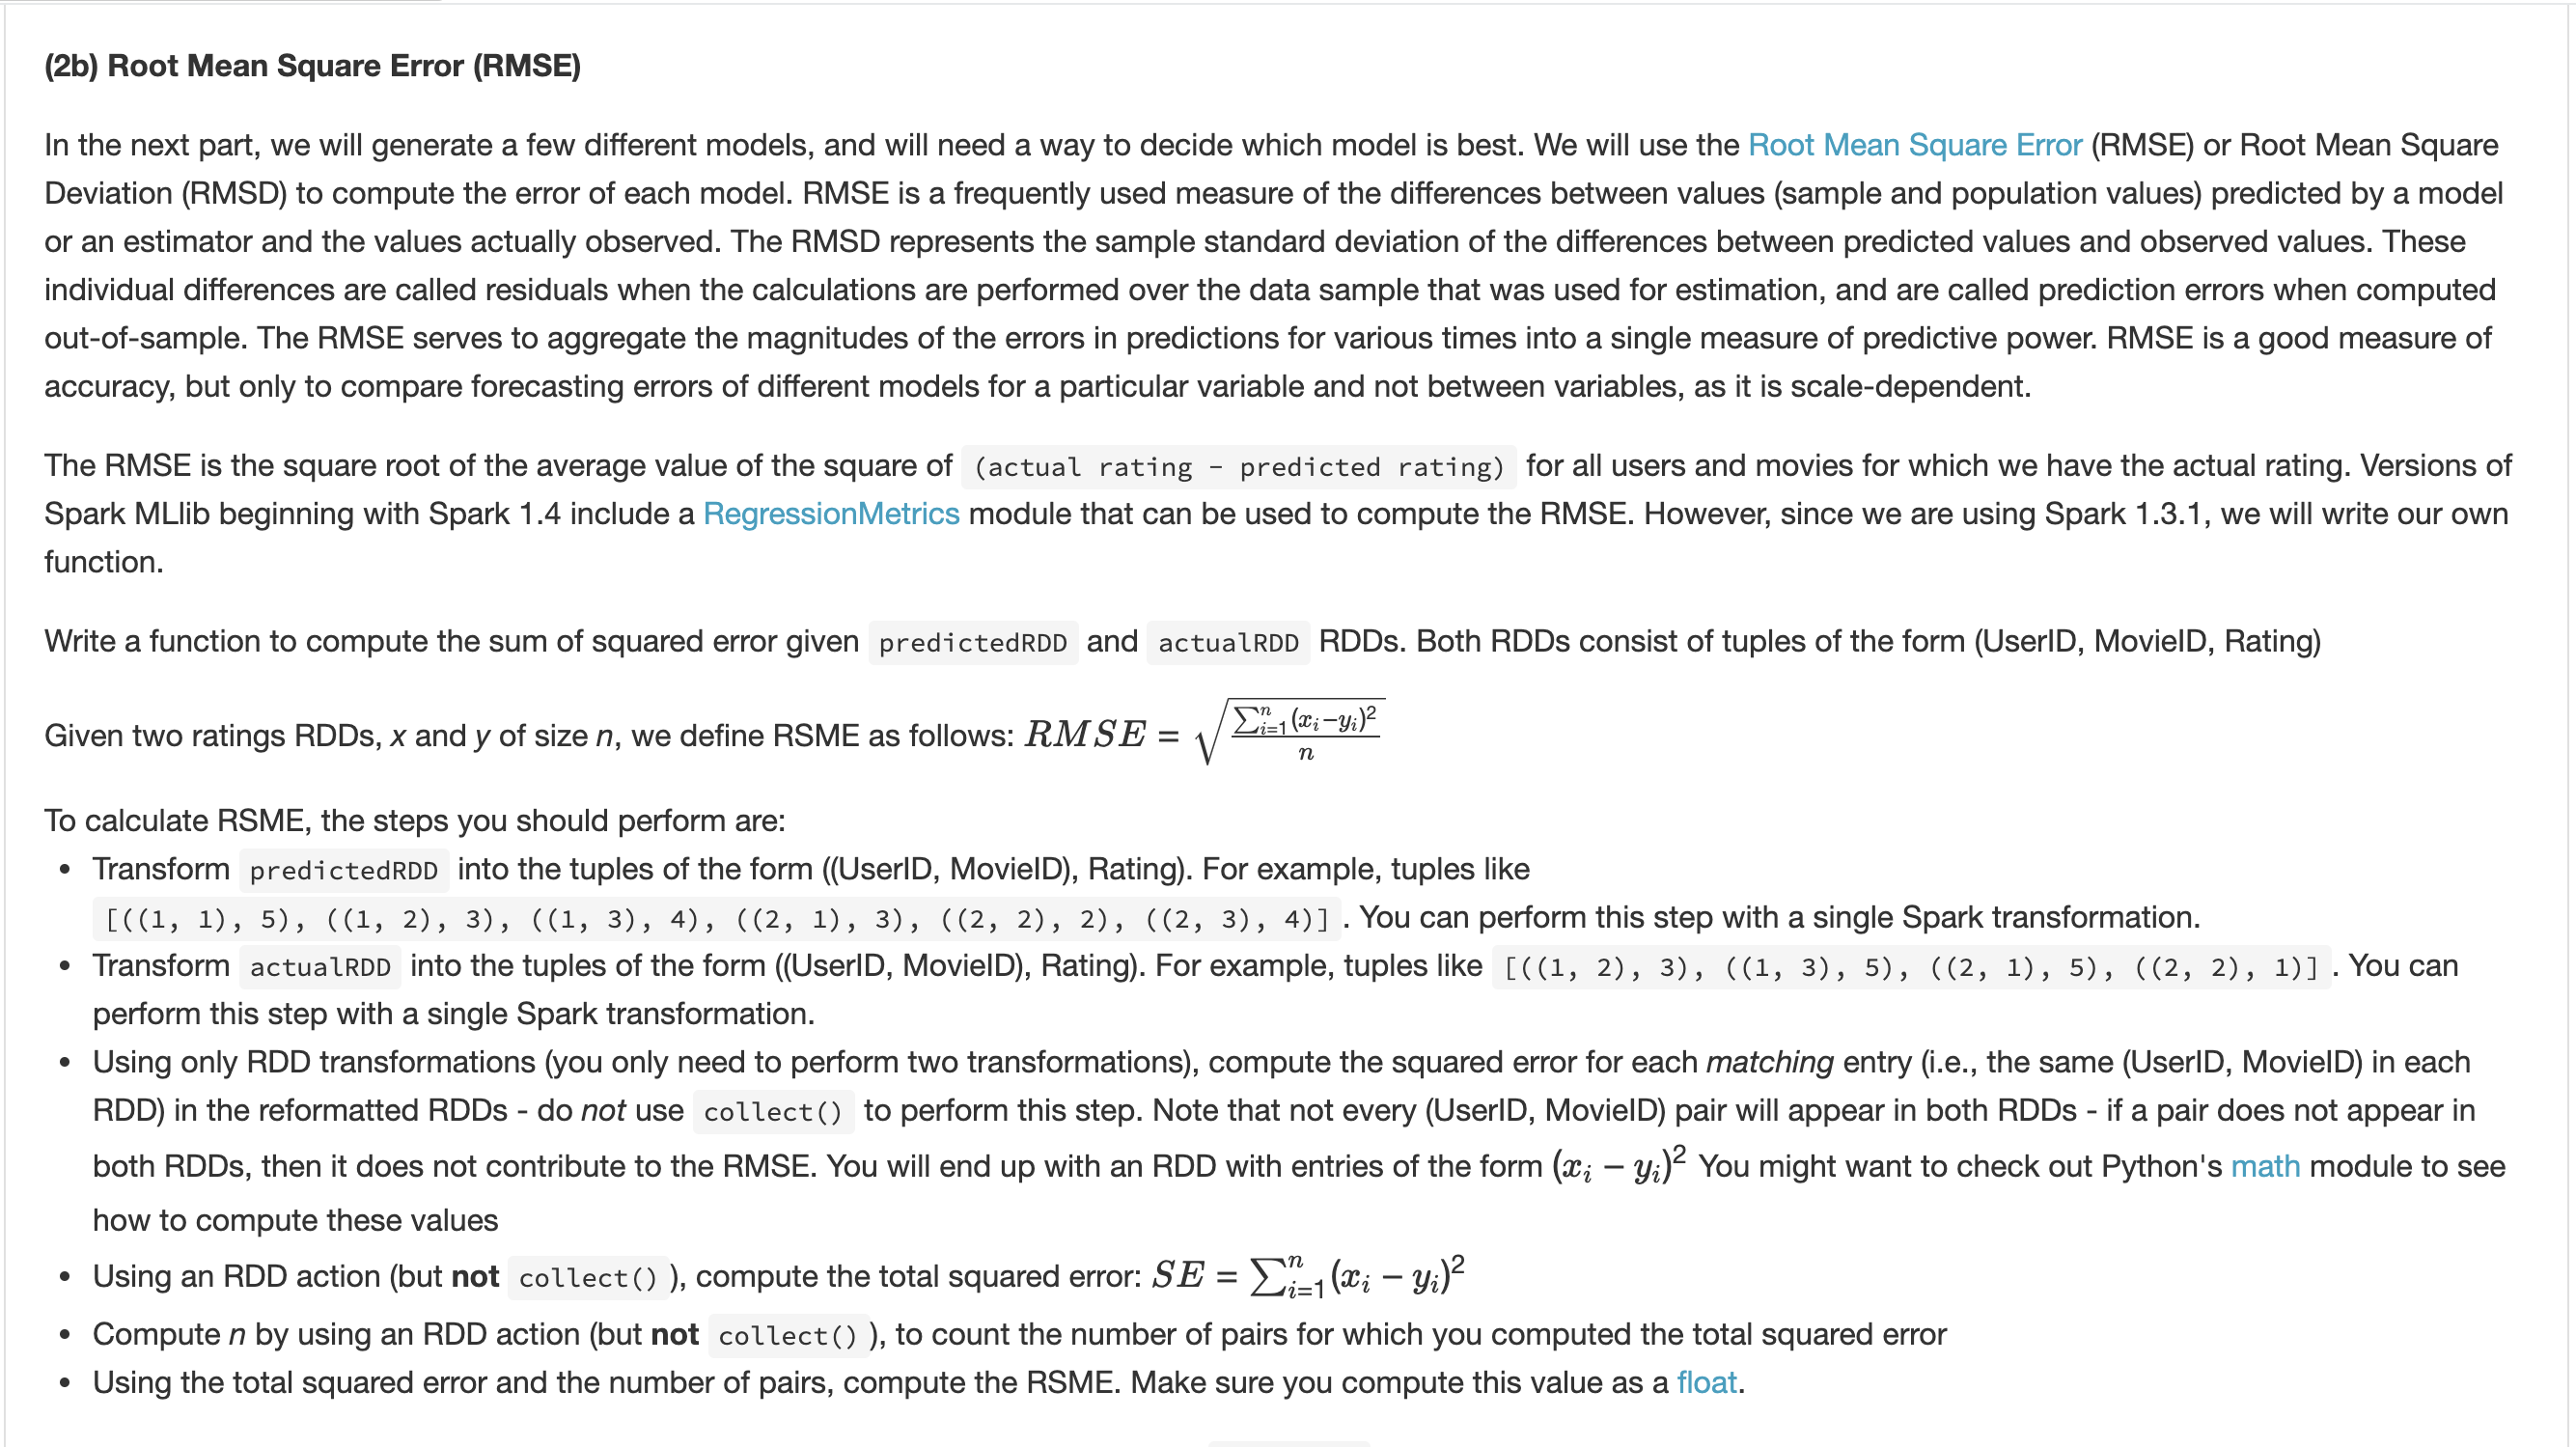 (2b) Root Mean Square Error (RMSE)
In the next part, we will generate a few different models, and will need a way to decide which model is best. We will use the Root Mean Square Error (RMSE) or Root Mean Square
Deviation (RMSD) to compute the error of each model. RMSE is a frequently used measure of the differences between values (sample and population values) predicted by a model
or an estimator and the values actually observed. The RMSD represents the sample standard deviation of the differences between predicted values and observed values. These
individual differences are called residuals when the calculations are performed over the data sample that was used for estimation, and are called prediction errors when computed
out-of-sample. The RMSE serves to aggregate the magnitudes of the errors in predictions for various times into a single measure of predictive power. RMSE is a good measure of
accuracy, but only to compare forecasting errors of different models for a particular variable and not between variables, as it is scale-dependent.
The RMSE is the square root of the average value of the square of (actual rating - predicted rating) for all users and movies for which we have the actual rating. Versions of
Spark MLlib beginning with Spark 1.4 include a RegressionMetrics module that can be used to compute the RMSE. However, since we are using Spark 1.3.1, we will write our own
function.
Write a function to compute the sum of squared error given predictedRDD and actualRDD RDDs. Both RDDs consist of tuples of the form (UserID, MovieID, Rating)
Given two ratings RDDs, x and y of size n, we define RSME as follows: $RMSE = \sqrt{\frac{\sum_{i=1}^{n}(x_i-y_i)^2}{n}}$
To calculate RSME, the steps you should perform are:
• Transform predictedRDD into the tuples of the form ((UserID, MovieID), Rating). For example, tuples like
[((1, 1), 5), ((1, 2), 3), ((1, 3), 4), ((2, 1), 3), ((2, 2), 2), ((2, 3), 4)] . You can perform this step with a single Spark transformation.
• Transform actualRDD into the tuples of the form ((UserID, MovieID), Rating). For example, tuples like [((1, 2), 3), ((1, 3), 5), ((2, 1), 5), ((2, 2), 1)] . You can
perform this step with a single Spark transformation.
• Using only RDD transformations (you only need to perform two transformations), compute the squared error for each matching entry (i.e., the same (UserID, MovieID) in each
RDD) in the reformatted RDDs - do not use collect() to perform this step. Note that not every (UserID, MovieID) pair will appear in both RDDs - if a pair does not appear in
both RDDs, then it does not contribute to the RMSE. You will end up with an RDD with entries of the form $(x_i - y_i)^2$ You might want to check out Python's math module to see
how to compute these values
• Using an RDD action (but not collect() ), compute the total squared error: $SE = \sum_{i=1}^{n}(x_i - y_i)^2$
• Compute n by using an RDD action (but not collect() ), to count the number of pairs for which you computed the total squared error
• Using the total squared error and the number of pairs, compute the RSME. Make sure you compute this value as a float.